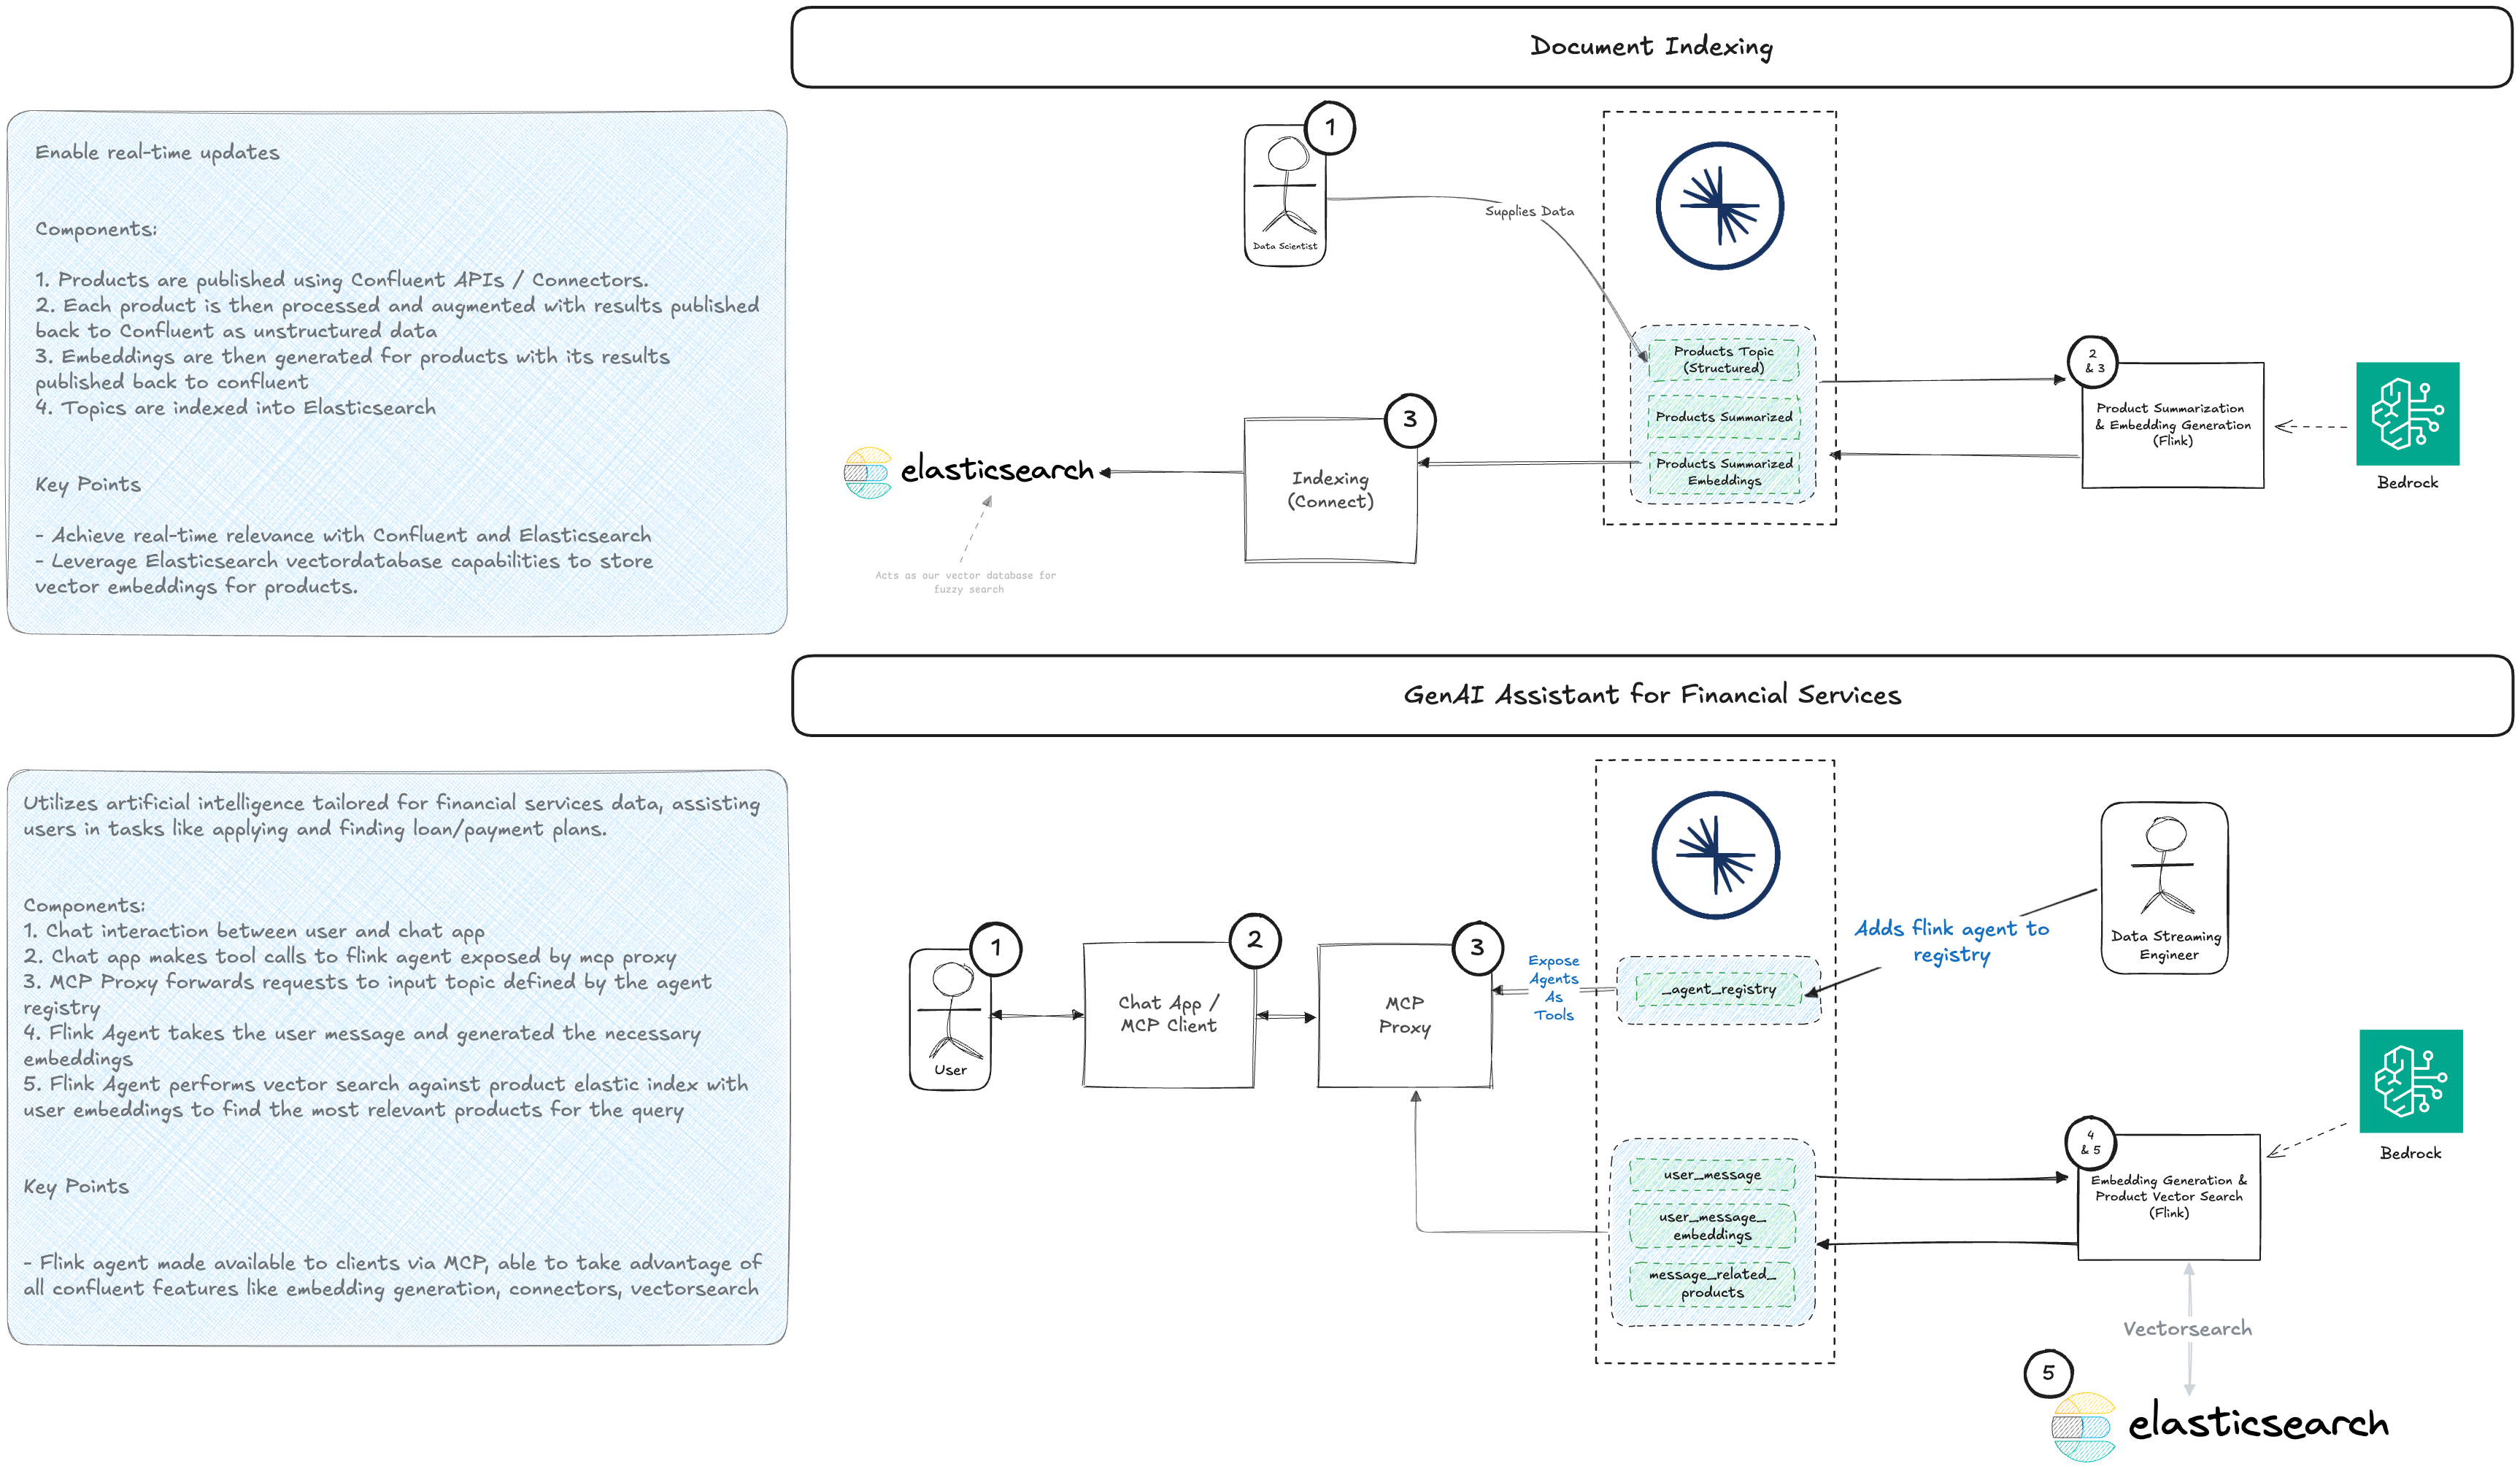 Document Indexing
Enable real-time updates
Components:
1. Products are published using Confluent APIs / Connectors.
2. Each product is then processed and augmented with results published
back to Confluent as unstructured data
3. Embeddings are then generated for products with its results
published back to confluent
4. Topics are indexed into Elasticsearch
Key Points
- Achieve real-time relevance with Confluent and Elasticsearch
- Leverage Elasticsearch vectordatabase capabilities to store
vector embeddings for products.
1
Data Scientist
Supplies Data
Products Topic
(Structured)
Products Summarized
Products Summarized
Embeddings
2
& 3
Product Summarization
& Embedding Generation
(Flink)
Bedrock
3
Indexing
(Connect)
elasticsearch
Acts as our vector database for
fuzzy search
GenAI Assistant for Financial Services
Utilizes artificial intelligence tailored for financial services data, assisting
users in tasks like applying and finding loan/payment plans.
Components:
1. Chat interaction between user and chat app
2. Chat app makes tool calls to flink agent exposed by mcp proxy
3. MCP Proxy forwards requests to input topic defined by the agent
registry
4. Flink Agent takes the user message and generated the necessary
embeddings
5. Flink Agent performs vector search against product elastic index with
user embeddings to find the most relevant products for the query
Key Points
- Flink agent made available to clients via MCP, able to take advantage of
all confluent features like embedding generation, connectors, vectorsearch
1
User
2
Chat App /
MCP Client
3
MCP
Proxy
Expose
Agents
As
Tools
_agent_registry
Adds flink agent to
registry
Data Streaming
Engineer
user_message
user_message_
embeddings
message_related_
products
4
& 5
Embedding Generation &
Product Vector Search
(Flink)
Bedrock
Vectorsearch
5
elasticsearch